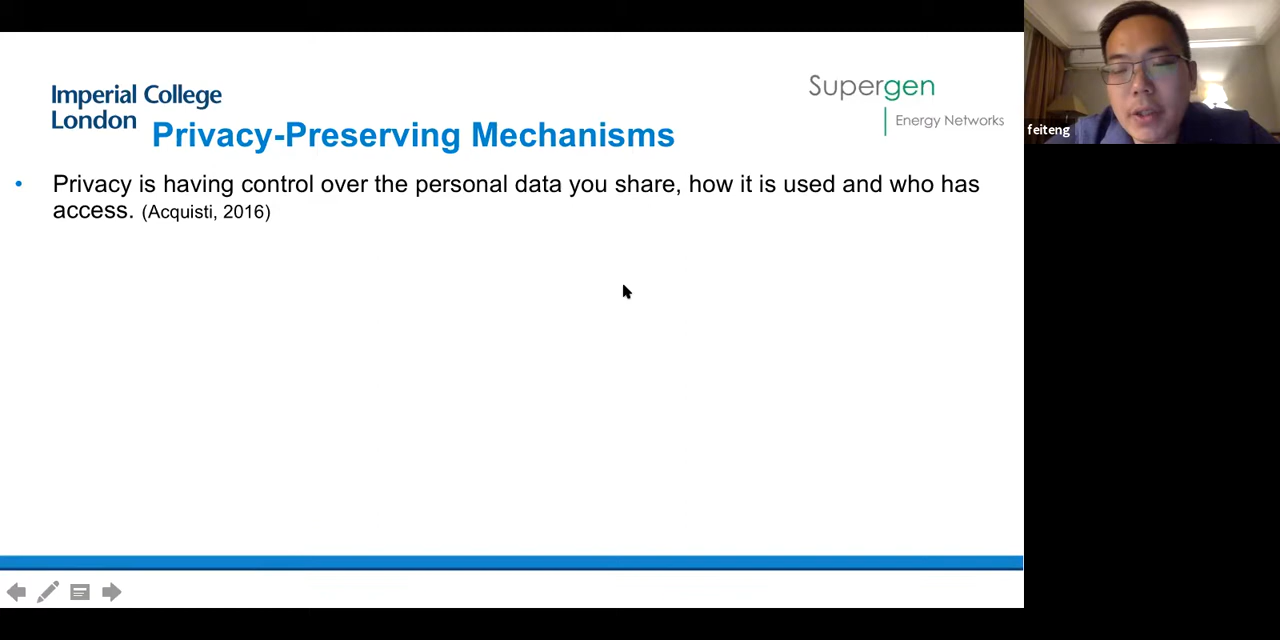 Imperial College
London
Supergen
Energy Networks
Privacy-Preserving Mechanisms
feiteng
• Privacy is having control over the personal data you share, how it is used and who has
access. (Acquisti, 2016)